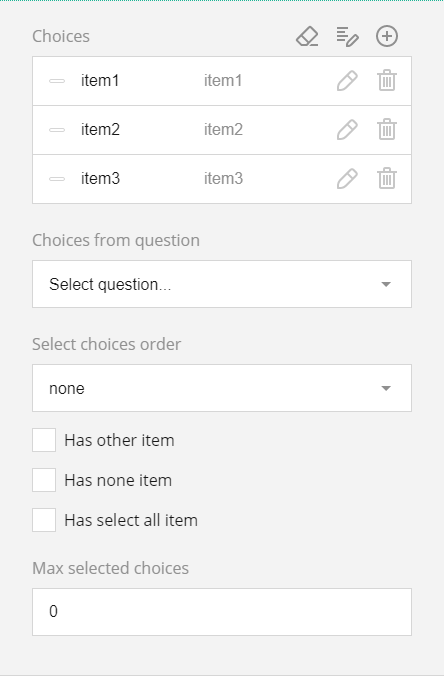 Choices
item1 item1
item2 item2
item3 item3
Choices from question
Select question...
Select choices order
none
Has other item
Has none item
Has select all item
Max selected choices
0